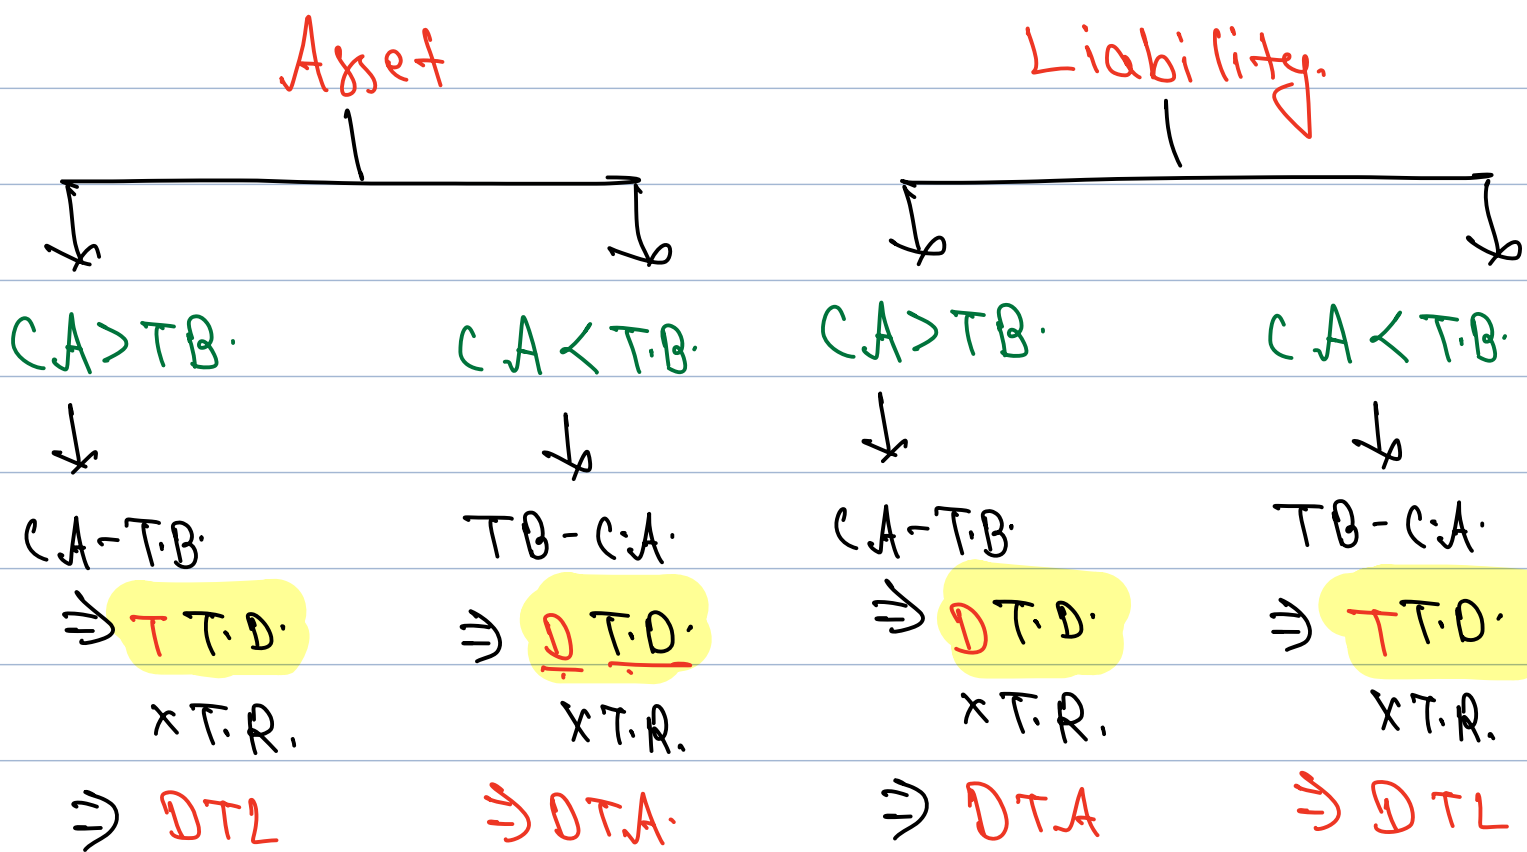 Asset Liability.
CA>TB. CA<T.B. CA>TB. CA<T.B.
CA-T.B. TB-C.A. CA-T.B. TB-C.A.
⇒ T T.D. ⇒ D T.D. ⇒ D T.D. ⇒ T T.D.
x T.R. x T.R. x T.R. x T.R.
⇒ DTL ⇒ DTA. ⇒ DTA ⇒ DTL